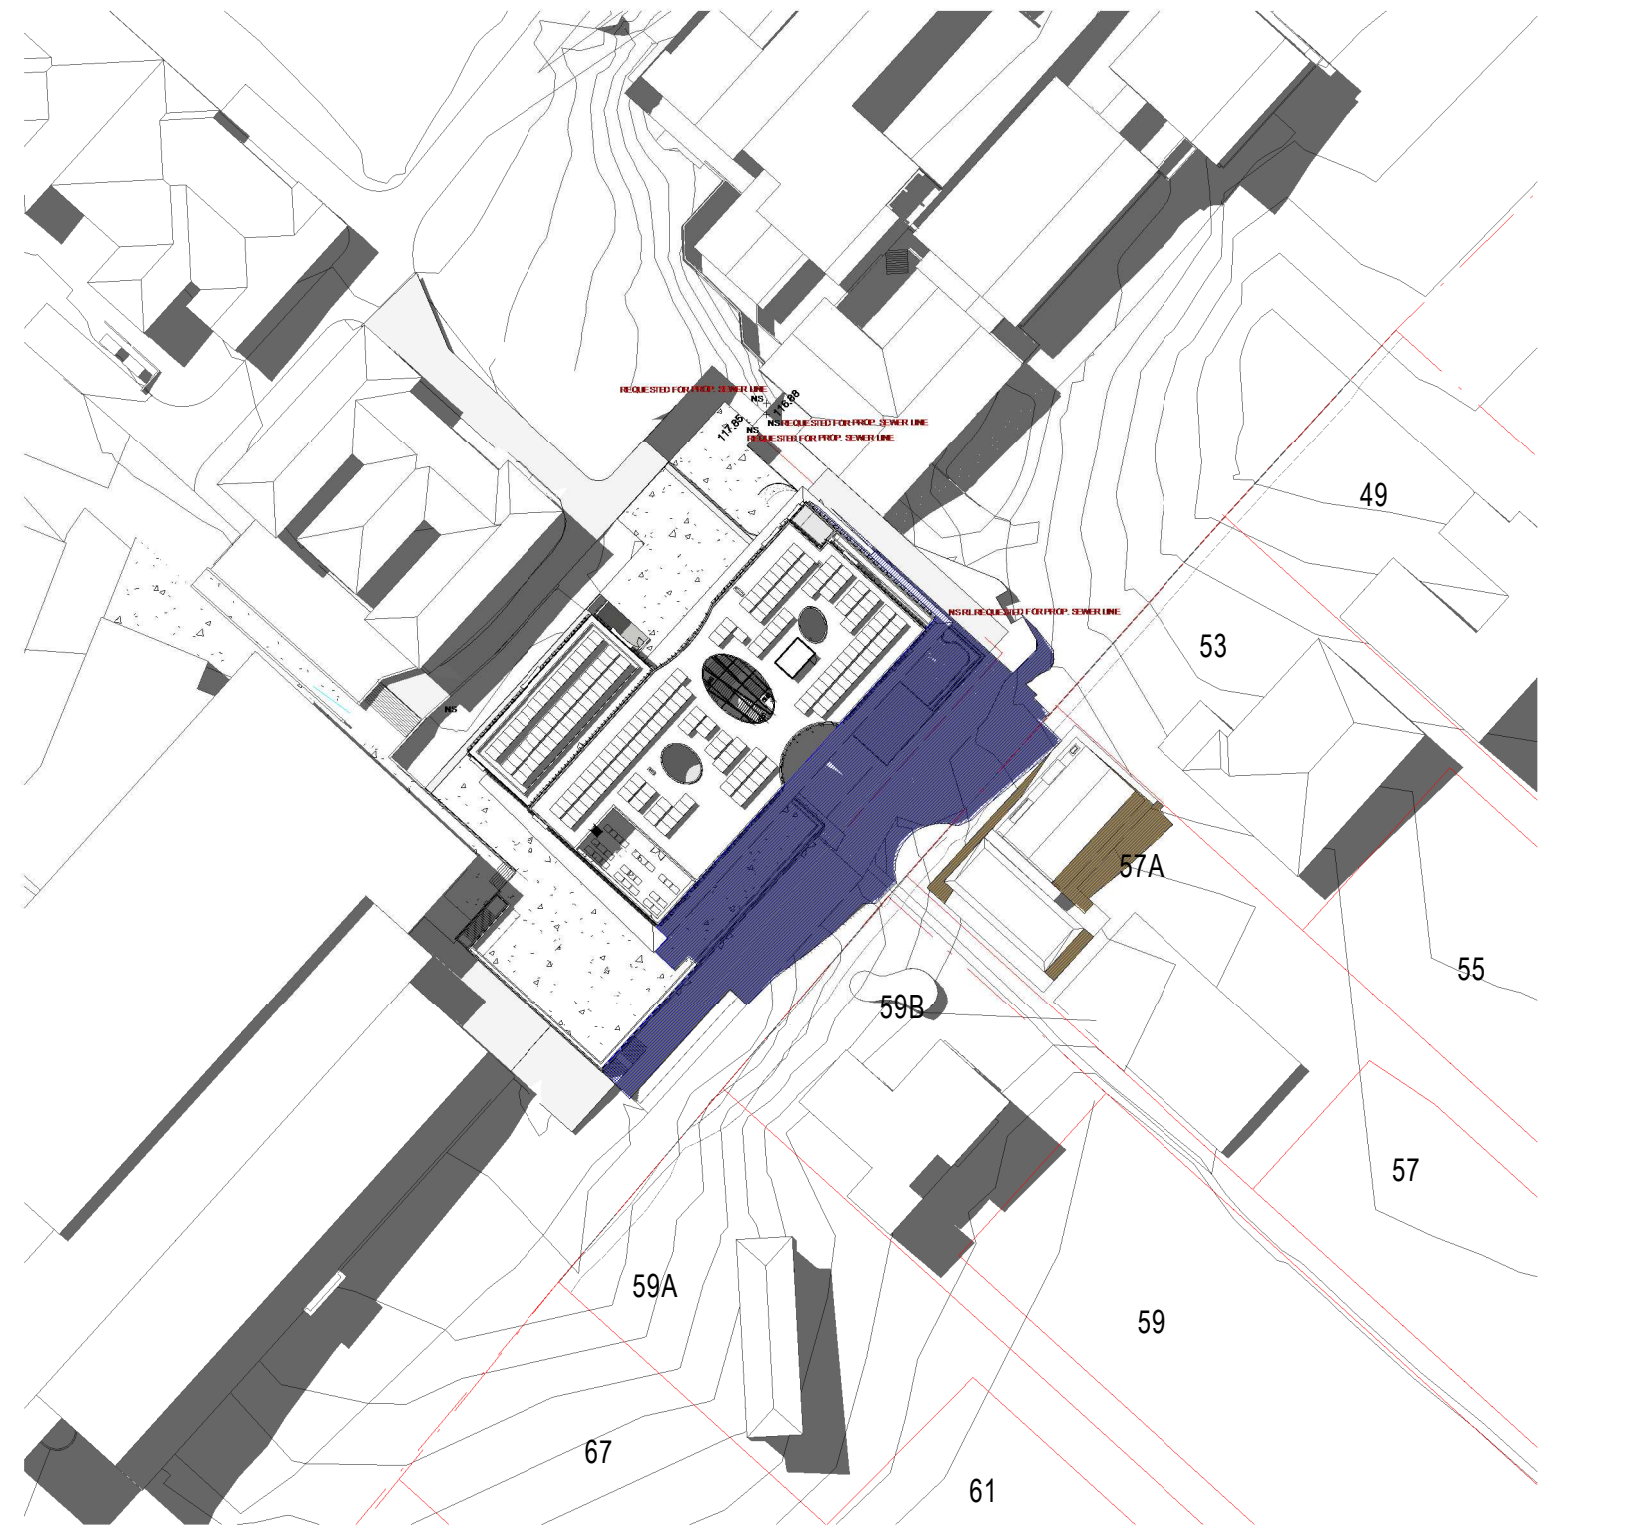 REQUESTED FOR PROP. SEWER LINE
NS
116.88
NS REQUESTED FOR PROP. SEWER LINE
117.85
NS
REQUESTED FOR PROP. SEWER LINE
49
NS RL REQUESTED FOR PROP. SEWER LINE
53
NS
57A
55
59B
57
59A
59
67
61